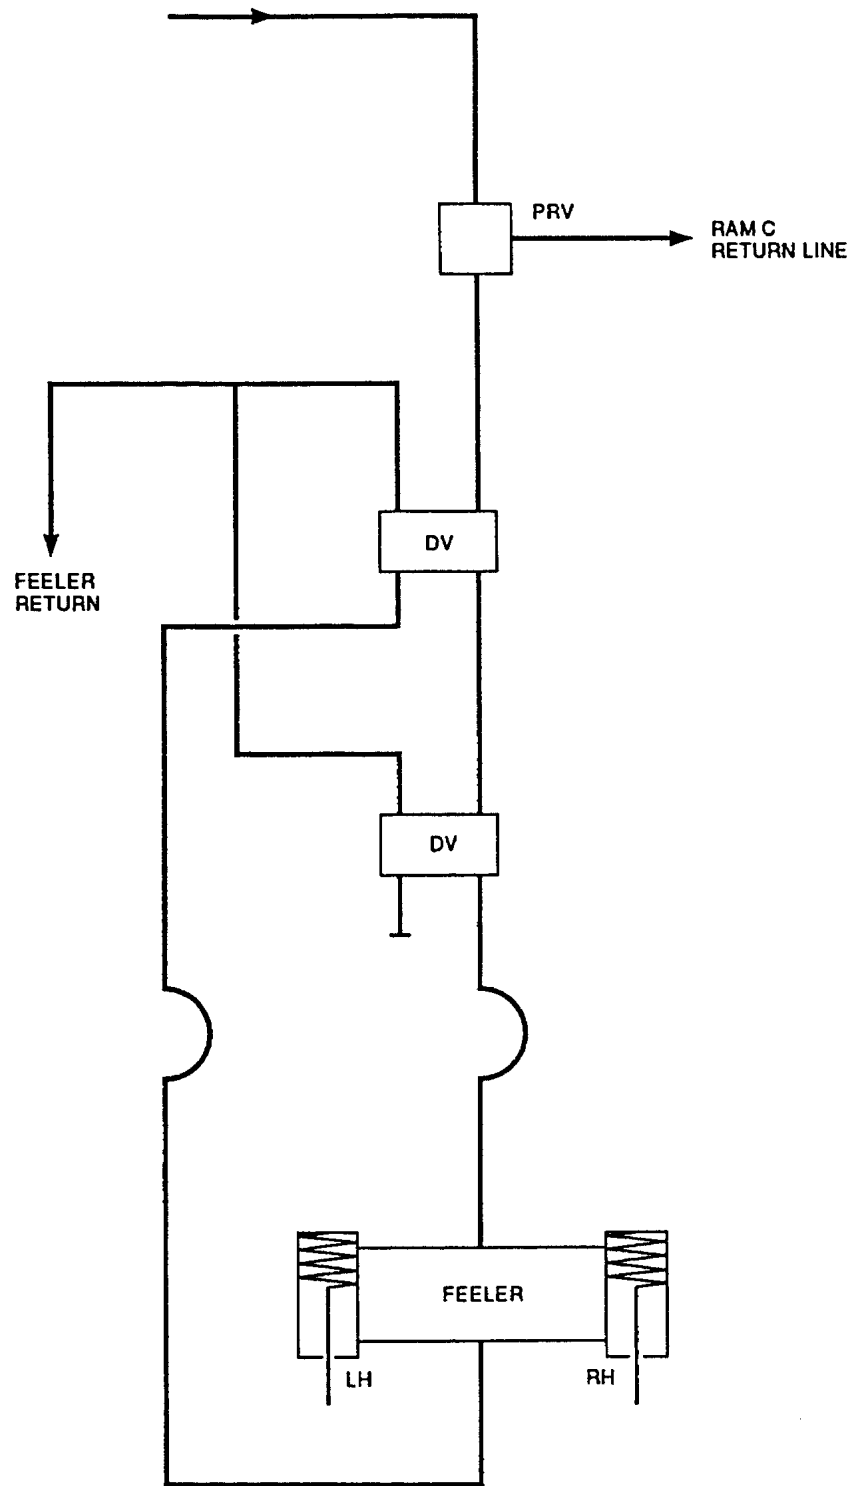 PRV
RAM C
RETURN LINE
DV
FEELER
RETURN
DV
FEELER
LH
RH